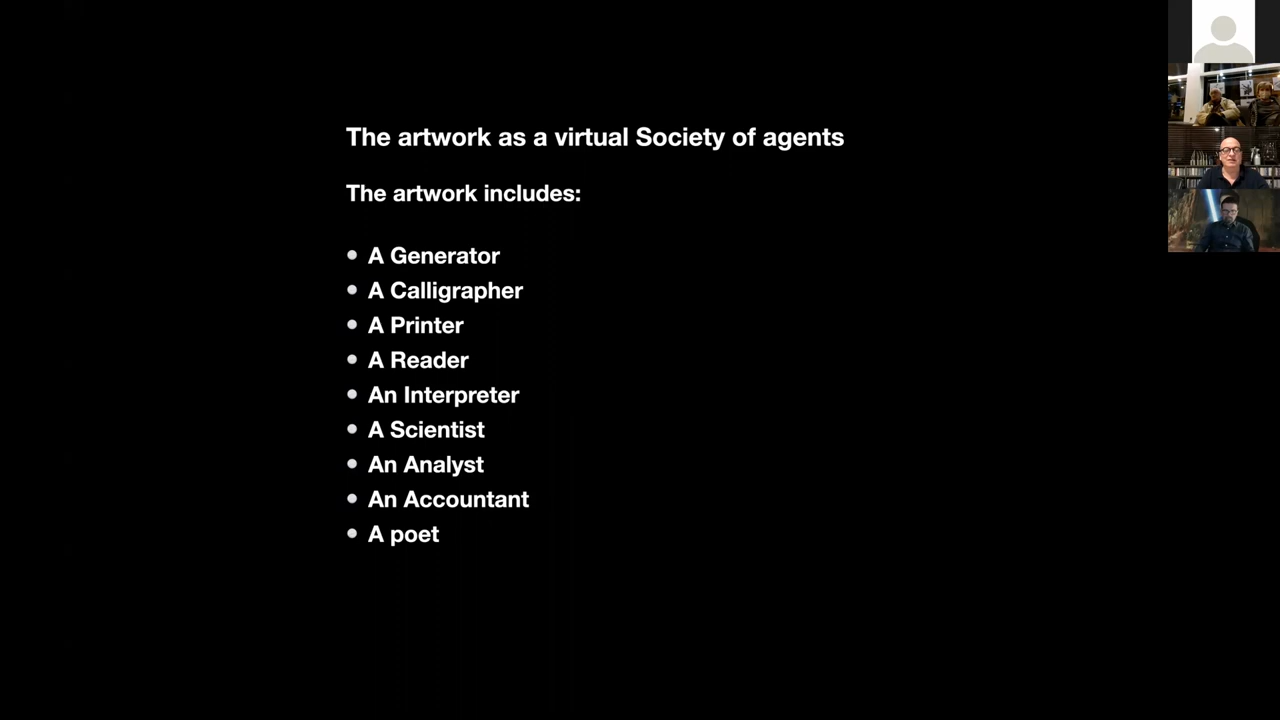 The artwork as a virtual Society of agents
The artwork includes:
• A Generator
• A Calligrapher
• A Printer
• A Reader
• An Interpreter
• A Scientist
• An Analyst
• An Accountant
• A poet